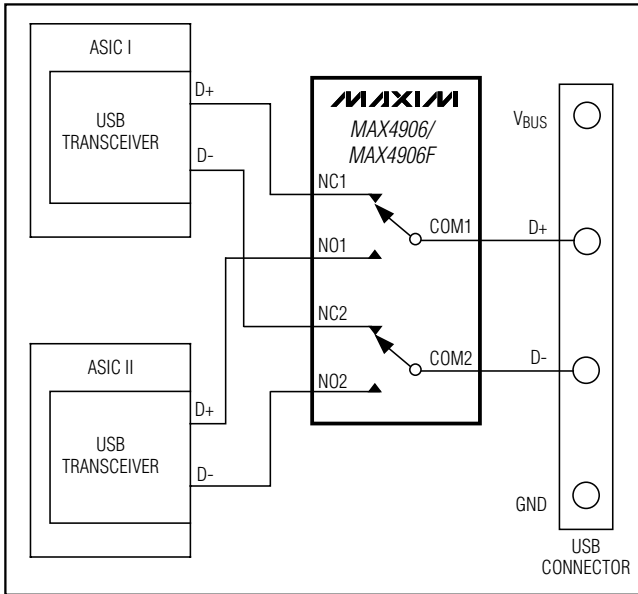 ASIC I
USB
TRANSCEIVER
D+
D-
ASIC II
USB
TRANSCEIVER
D+
D-
MAXIM
MAX4906/
MAX4906F
NC1
COM1
NO1
NC2
COM2
NO2
VBUS
D+
D-
GND
USB
CONNECTOR